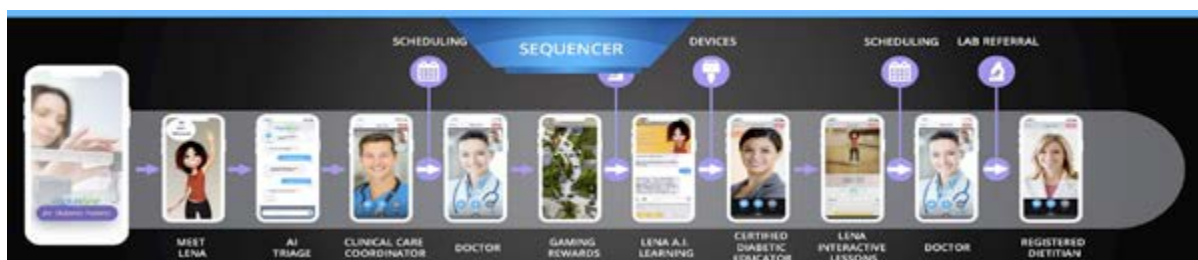 SCHEDULING
SEQUENCER
DEVICES
SCHEDULING
LAB REFERRAL
MEET
LENA
AI
TRIAGE
CLINICAL CARE
COORDINATOR
DOCTOR
GAMING
REWARDS
LENA A.I.
LEARNING
CERTIFIED
DIABETIC
EDUCATOR
LENA
INTERACTIVE
LESSONS
DOCTOR
REGISTERED
DIETITIAN